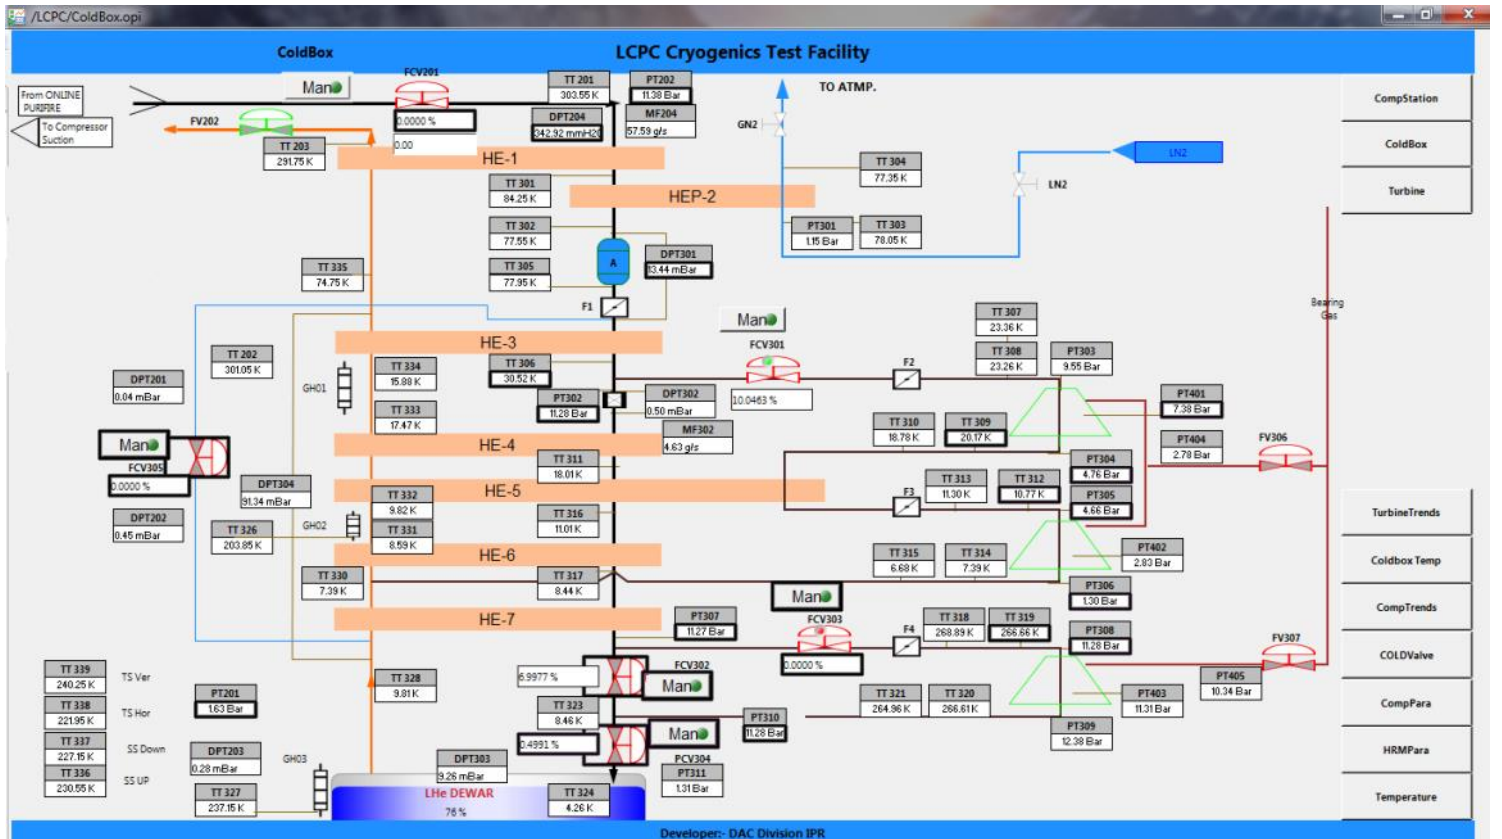 /LCPC/ColdBox.opi
ColdBox
LCPC Cryogenics Test Facility
From ONLINE
PURIFIRE
To Compressor
Suction
FV202
Man
FCV201
0.0000 %
0.00
TT 203
291.75 K
TT 201
303.55 K
PT202
11.38 Bar
DPT204
342.92 mmH20
MF204
57.59 g/s
TO ATMP.
GN2
LN2
LN2
HE-1
TT 301
84.25 K
HEP-2
TT 304
77.35 K
PT301
1.15 Bar
TT 303
78.05 K
TT 302
77.55 K
A
DPT301
13.44 mBar
TT 305
77.95 K
F1
TT 335
74.75 K
Bearing
Gas
HE-3
Man
FCV301
10.0463 %
TT 307
23.36 K
TT 308
23.26 K
F2
PT303
9.55 Bar
TT 202
301.05 K
DPT201
0.04 mBar
GH01
TT 334
15.88 K
TT 333
17.47 K
TT 306
30.52 K
PT302
11.28 Bar
DPT302
0.50 mBar
MF302
4.63 g/s
PT401
7.38 Bar
PT404
2.78 Bar
FV306
TT 310
18.78 K
TT 309
20.17 K
PT304
4.76 Bar
HE-4
TT 311
18.01 K
Man
FCV305
0.0000 %
DPT304
91.34 mBar
HE-5
TT 313
11.30 K
TT 312
10.77 K
F3
PT305
4.66 Bar
DPT202
0.45 mBar
TT 326
203.85 K
GH02
TT 332
9.82 K
TT 331
8.59 K
TT 316
11.01 K
HE-6
PT402
2.83 Bar
TT 315
6.68 K
TT 314
7.39 K
TT 330
7.39 K
TT 317
8.44 K
PT306
1.30 Bar
HE-7
Man
FCV303
0.0000 %
PT307
11.27 Bar
TT 318
268.89 K
TT 319
266.66 K
F4
PT308
11.28 Bar
FV307
TT 339
240.25 K
TS Ver
TT 338
221.95 K
TS Hor
TT 337
227.15 K
SS Down
TT 336
230.55 K
SS UP
PT201
1.63 Bar
TT 328
9.81 K
6.9977 %
FCV302
Man
TT 321
264.96 K
TT 320
266.61 K
PT403
11.31 Bar
PT405
10.34 Bar
TT 323
8.46 K
PT310
11.28 Bar
PT309
12.38 Bar
0.4991 %
Man
PCV304
DPT203
0.28 mBar
GH03
TT 327
237.15 K
DPT303
9.26 mBar
PT311
1.31 Bar
LHe DEWAR
76 %
TT 324
4.26 K
CompStation
ColdBox
Turbine
TurbineTrends
Coldbox Temp
CompTrends
COLDValve
CompPara
HRMPara
Temperature
Developer:- DAC Division IPR